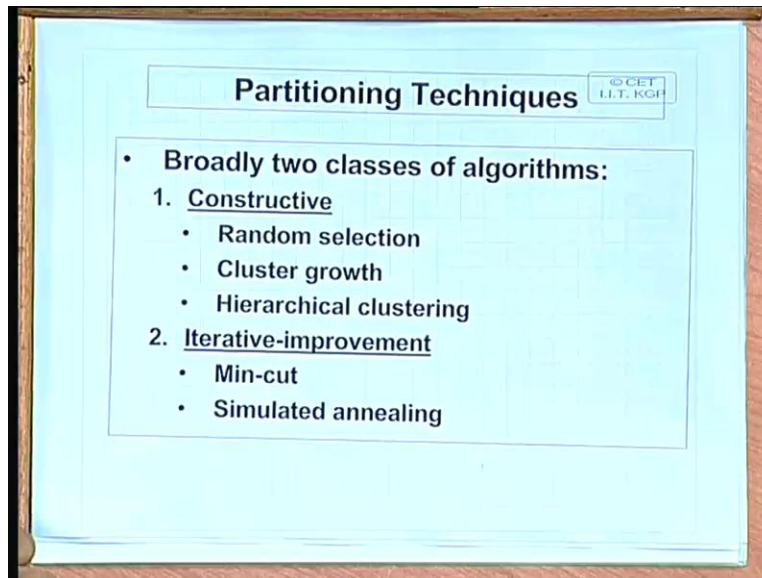 Partitioning Techniques
© CET
I.I.T. KGP
• Broadly two classes of algorithms:
1. Constructive
• Random selection
• Cluster growth
• Hierarchical clustering
2. Iterative-improvement
• Min-cut
• Simulated annealing